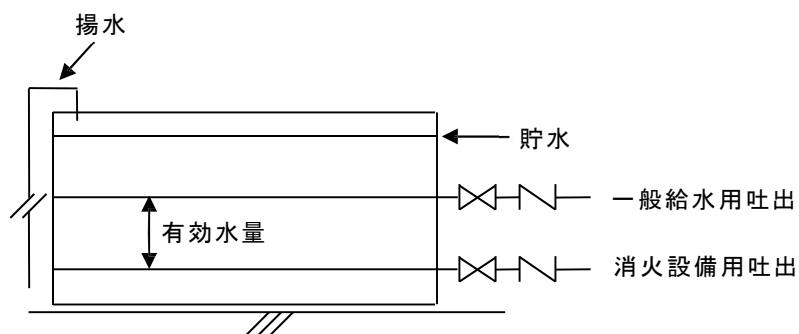 揚水
貯水
一般給水用吐出
有効水量
消火設備用吐出